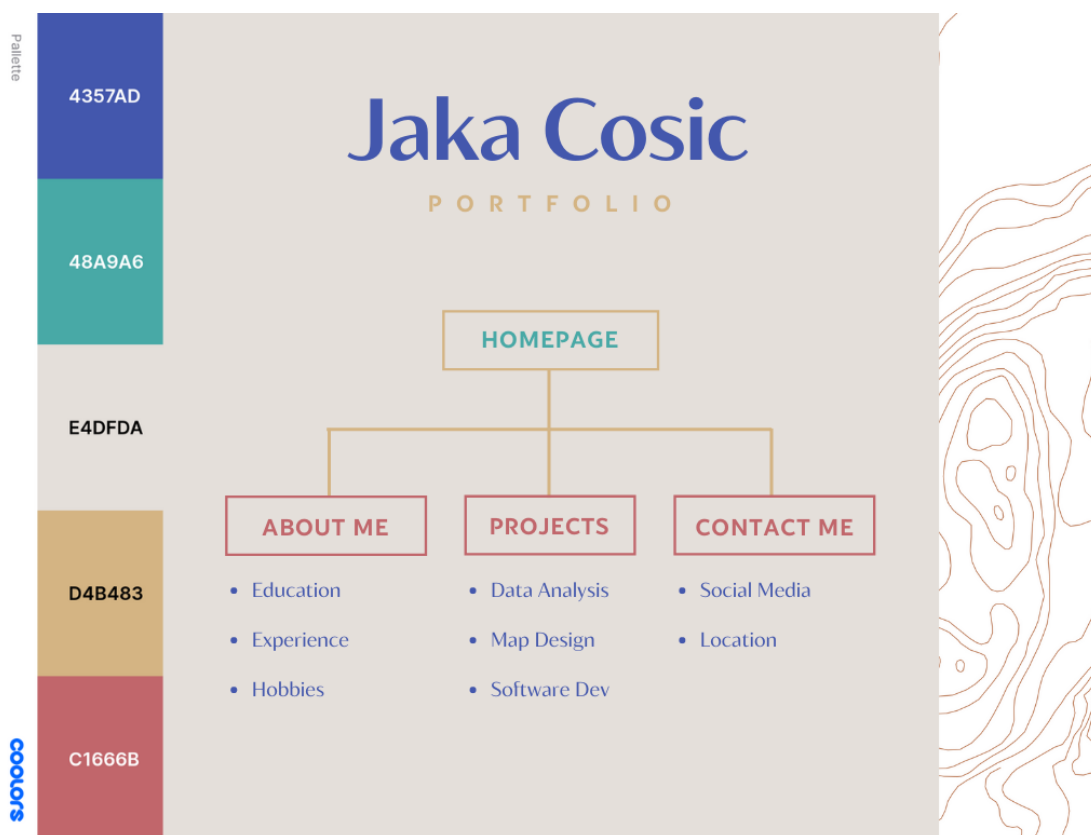 Pallette
4357AD
48A9A6
E4DFDA
D4B483
C1666B
coolors
Jaka Cosic
PORTFOLIO
HOMEPAGE
ABOUT ME
• Education
• Experience
• Hobbies
PROJECTS
• Data Analysis
• Map Design
• Software Dev
CONTACT ME
• Social Media
• Location